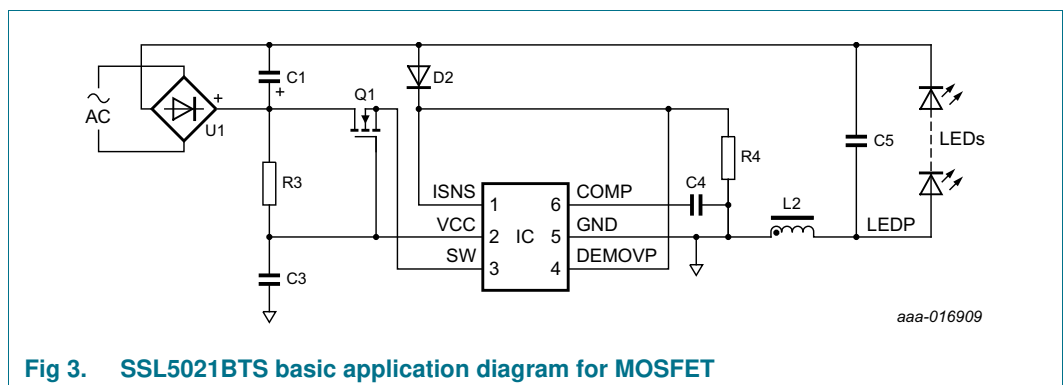 C1
+
D2
+
U1
AC
Q1
R3
R4
C5
LEDs
ISNS
COMP
C4
1
6
VCC
GND
2
IC
5
L2
LEDP
SW
DEMOVP
3
4
C3
aaa-016909
Fig 3. SSL5021BTS basic application diagram for MOSFET